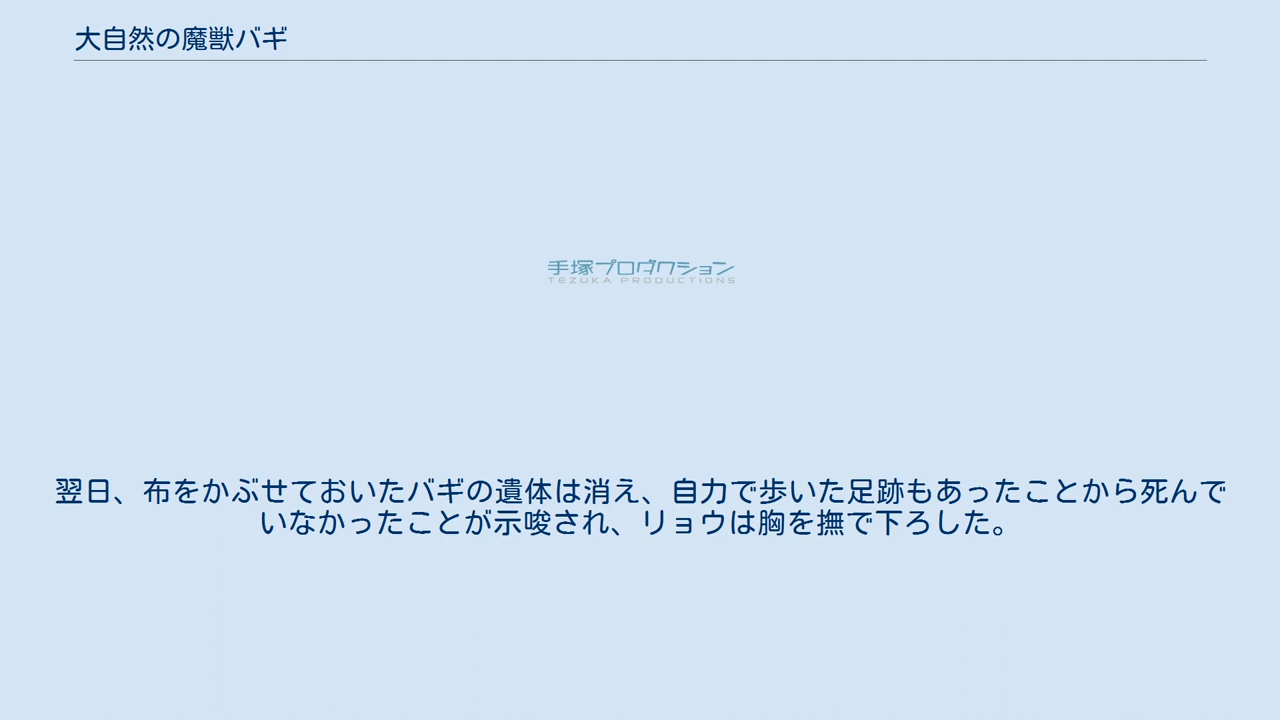 大自然の魔獣バギ
手塚プロダクション
TEZUKA PRODUCTIONS
翌日、布をかぶせておいたバギの遺体は消え、自力で歩いた足跡もあったことから死んで
いなかったことが示唆され、リョウは胸を撫で下ろした。